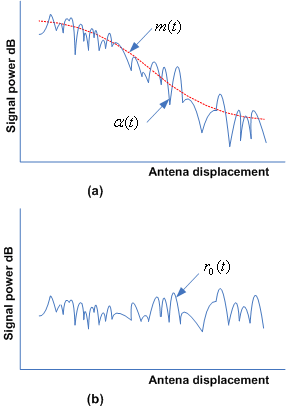 Signal power dB
m(t)
α(t)
Antena displacement
(a)
Signal power dB
r₀(t)
Antena displacement
(b)